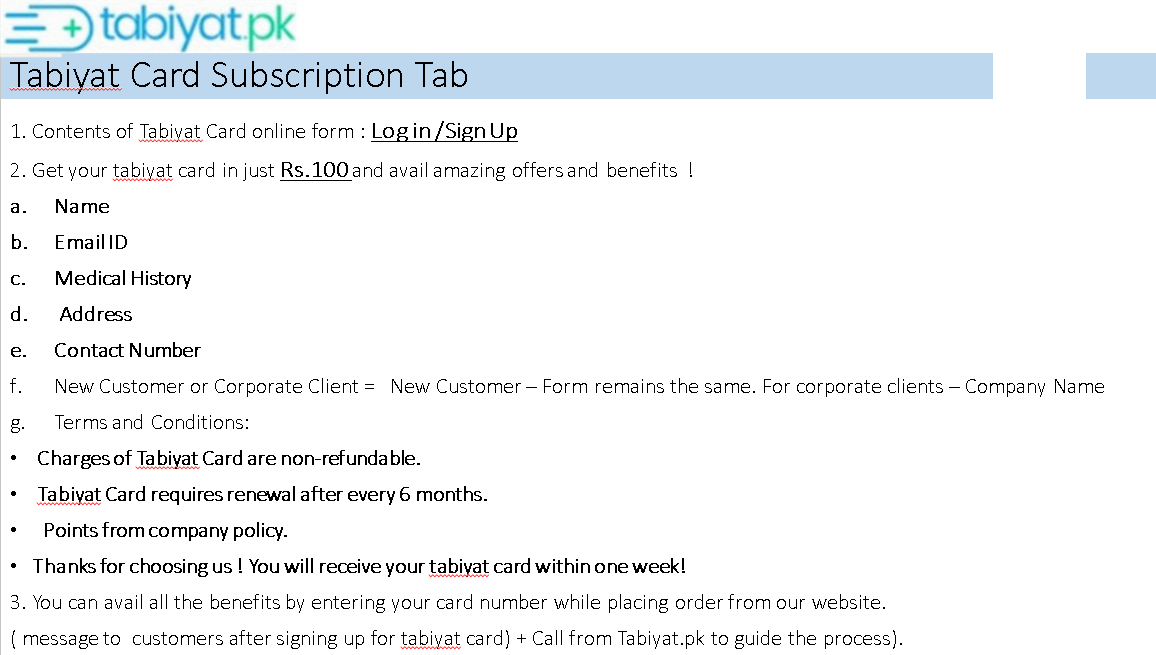 tabiyat.pk
Tabiyat Card Subscription Tab
1. Contents of Tabiyat Card online form : Log in /Sign Up
2. Get your tabiyat card in just Rs.100 and avail amazing offers and benefits !
a. Name
b. Email ID
c. Medical History
d. Address
e. Contact Number
f. New Customer or Corporate Client = New Customer – Form remains the same. For corporate clients – Company Name
g. Terms and Conditions:
• Charges of Tabiyat Card are non-refundable.
• Tabiyat Card requires renewal after every 6 months.
• Points from company policy.
• Thanks for choosing us ! You will receive your tabiyat card within one week!
3. You can avail all the benefits by entering your card number while placing order from our website.
( message to customers after signing up for tabiyat card) + Call from Tabiyat.pk to guide the process).